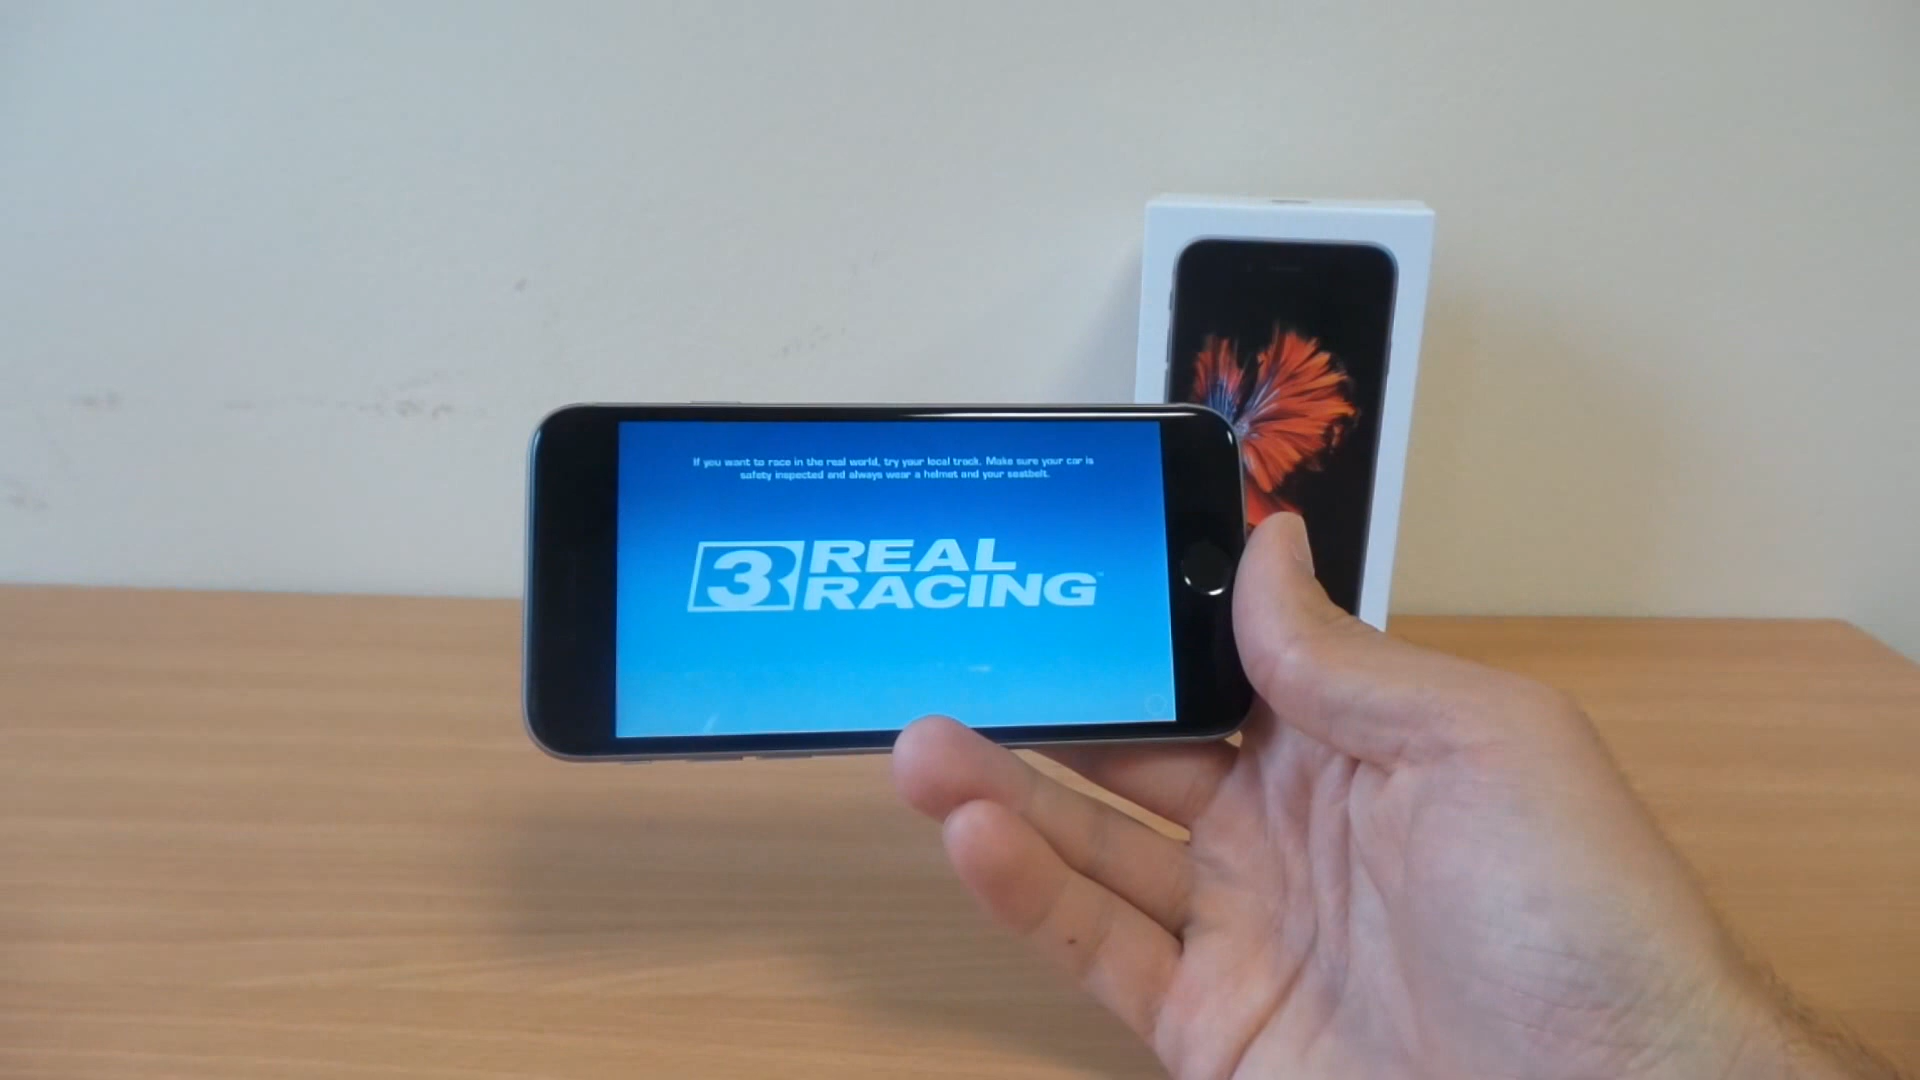 If you want to race in the real world, try your local track. Make sure your car is
safety inspected and always wear a helmet and your seatbelt.
3 REAL
RACING™